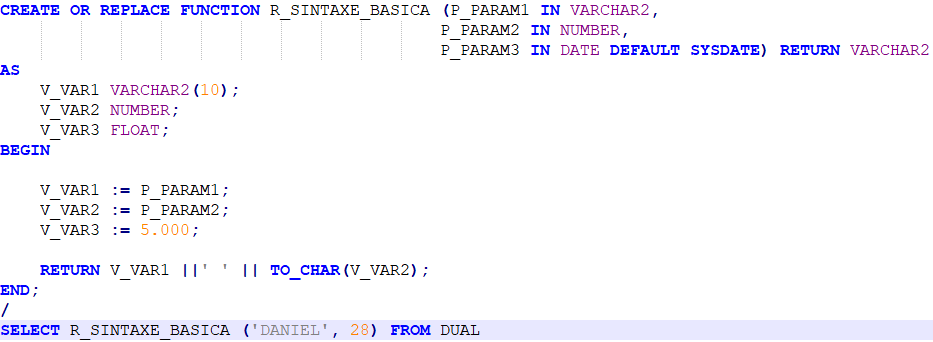 CREATE OR REPLACE FUNCTION R_SINTAXE_BASICA (P_PARAM1 IN VARCHAR2,
P_PARAM2 IN NUMBER,
P_PARAM3 IN DATE DEFAULT SYSDATE) RETURN VARCHAR2
AS
V_VAR1 VARCHAR2(10);
V_VAR2 NUMBER;
V_VAR3 FLOAT;
BEGIN
V_VAR1 := P_PARAM1;
V_VAR2 := P_PARAM2;
V_VAR3 := 5.000;
RETURN V_VAR1 ||' ' || TO_CHAR(V_VAR2);
END;
/
SELECT R_SINTAXE_BASICA ('DANIEL', 28) FROM DUAL